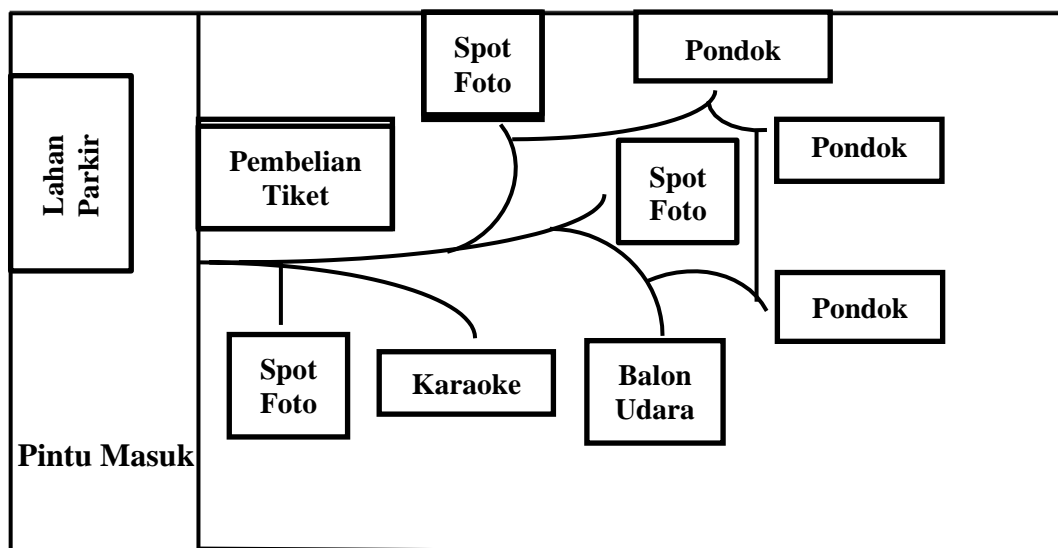 Spot
Foto
Pondok
Lahan
Parkir
Pembelian
Tiket
Pondok
Spot
Foto
Pondok
Spot
Foto
Karaoke
Balon
Udara
Pintu Masuk